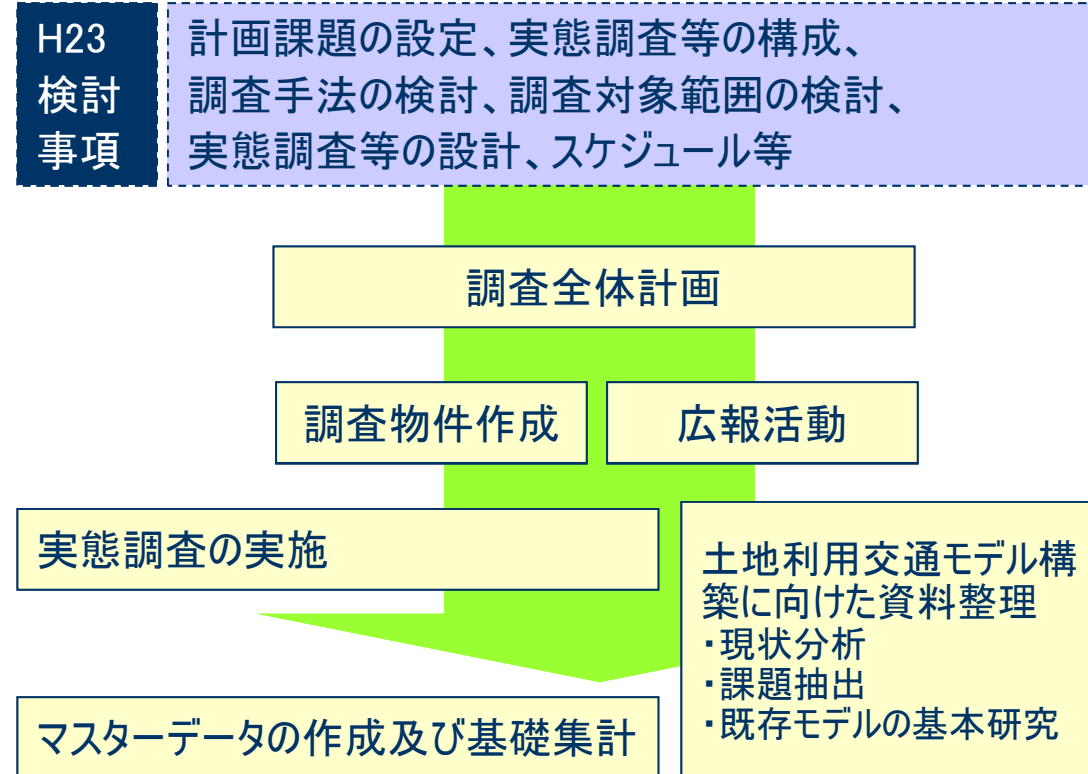 H23
検討
事項
計画課題の設定、実態調査等の構成、
調査手法の検討、調査対象範囲の検討、
実態調査等の設計、スケジュール等
調査全体計画
調査物件作成
広報活動
実態調査の実施
土地利用交通モデル構
築に向けた資料整理
・現状分析
・課題抽出
・既存モデルの基本研究
マスターデータの作成及び基礎集計